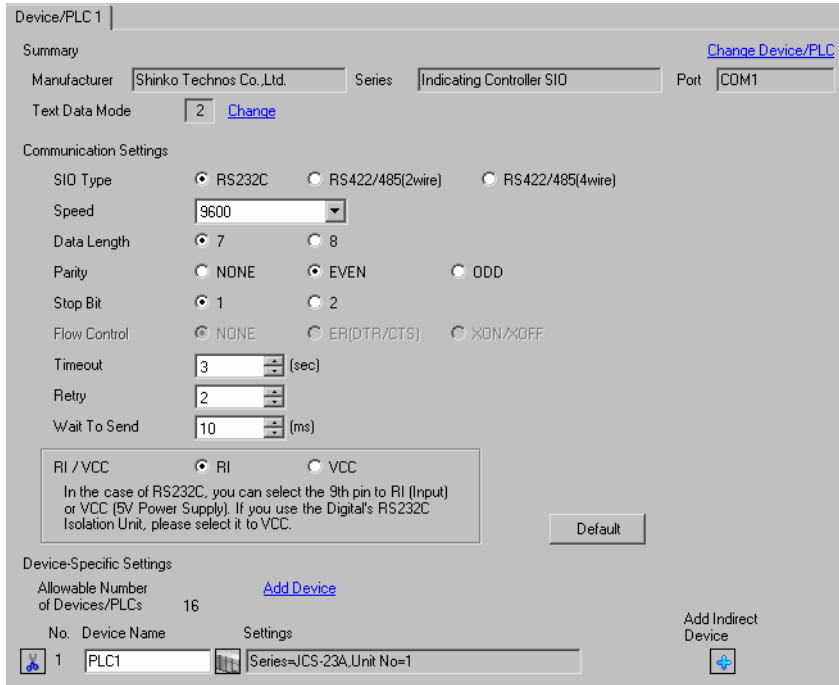 Device/PLC 1
Summary
Change Device/PLC
Manufacturer Shinko Technos Co.,Ltd. Series Indicating Controller SIO Port COM1
Text Data Mode 2 Change
Communication Settings
SIO Type RS232C RS422/485(2wire) RS422/485(4wire)
Speed 9600
Data Length 7 8
Parity NONE EVEN ODD
Stop Bit 1 2
Flow Control NONE ER(DTR/CTS) XON/XOFF
Timeout 3 (sec)
Retry 2
Wait To Send 10 (ms)
RI / VCC RI VCC
In the case of RS232C, you can select the 9th pin to RI (Input)
or VCC (5V Power Supply). If you use the Digital's RS232C
Isolation Unit, please select it to VCC.
Default
Device-Specific Settings
Allowable Number
of Devices/PLCs 16
Add Device
Add Indirect
Device
No. Device Name Settings
1 PLC1 Series=JCS-23A,Unit No=1